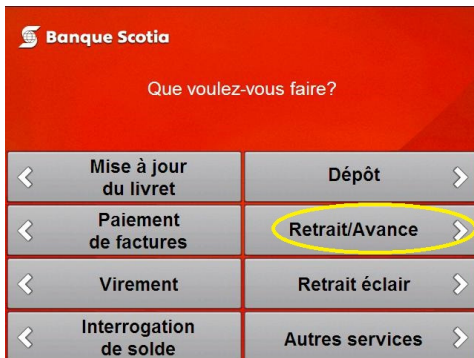 Banque Scotia
Que voulez-vous faire?
Mise à jour
du livret
Dépôt
Paiement
de factures
Retrait/Avance
Virement
Retrait éclair
Interrogation
de solde
Autres services